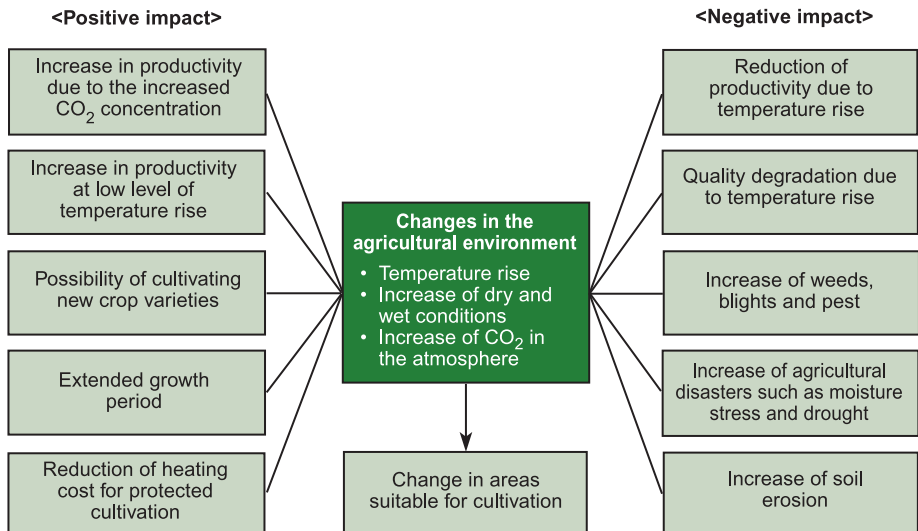 <Positive impact>
Increase in productivity
due to the increased
CO₂ concentration
Increase in productivity
at low level of
temperature rise
Possibility of cultivating
new crop varieties
Extended growth
period
Reduction of heating
cost for protected
cultivation
Changes in the
agricultural environment
• Temperature rise
• Increase of dry and
wet conditions
• Increase of CO₂ in
the atmosphere
Change in areas
suitable for cultivation
<Negative impact>
Reduction of
productivity due to
temperature rise
Quality degradation due
to temperature rise
Increase of weeds,
blights and pest
Increase of agricultural
disasters such as moisture
stress and drought
Increase of soil
erosion